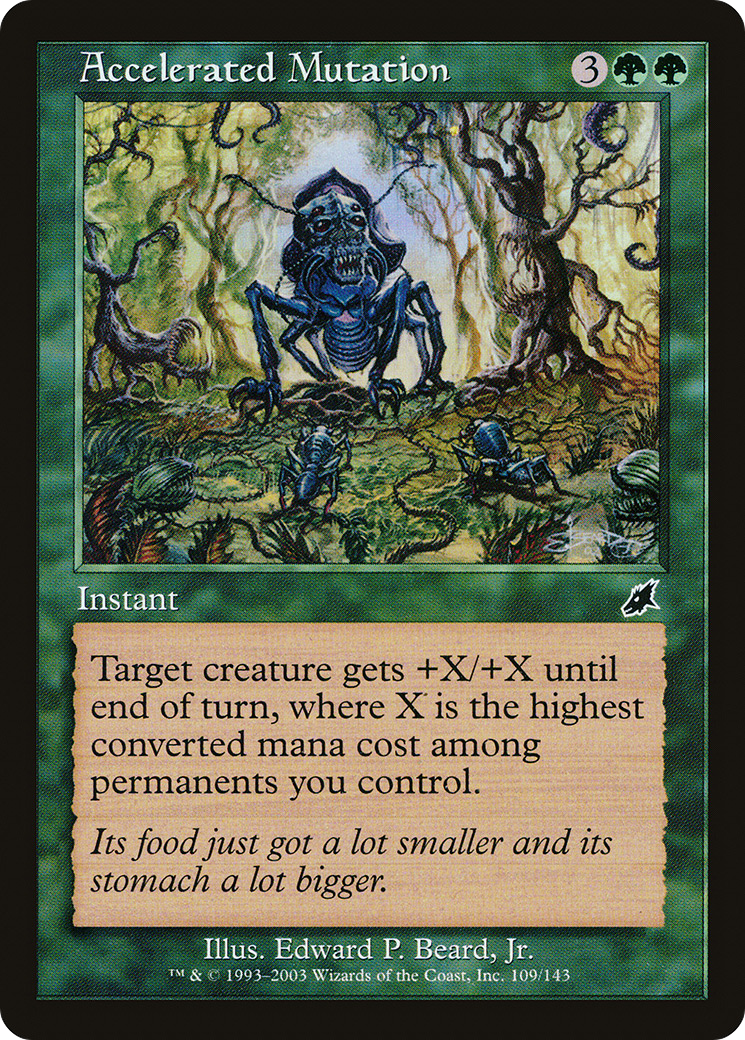 Accelerated Mutation 3
Instant
Target creature gets +X/+X until
end of turn, where X is the highest
converted mana cost among
permanents you control.
Its food just got a lot smaller and its
stomach a lot bigger.
Illus. Edward P. Beard, Jr.
™ & © 1993–2003 Wizards of the Coast, Inc. 109/143